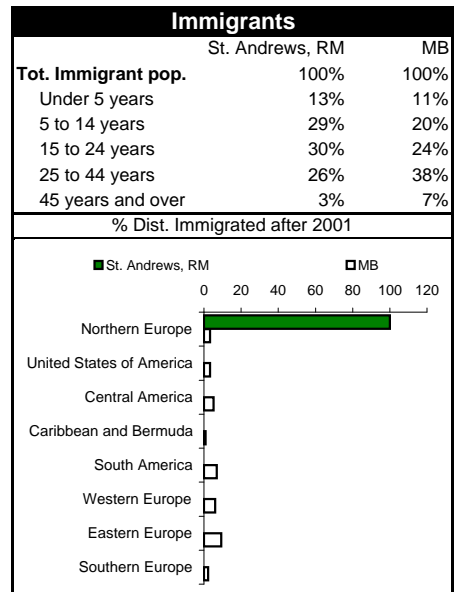 Immigrants
St. Andrews, RM MB
Tot. Immigrant pop. 100% 100%
Under 5 years 13% 11%
5 to 14 years 29% 20%
15 to 24 years 30% 24%
25 to 44 years 26% 38%
45 years and over 3% 7%
% Dist. Immigrated after 2001
St. Andrews, RM MB
0 20 40 60 80 100 120
Northern Europe
United States of America
Central America
Caribbean and Bermuda
South America
Western Europe
Eastern Europe
Southern Europe